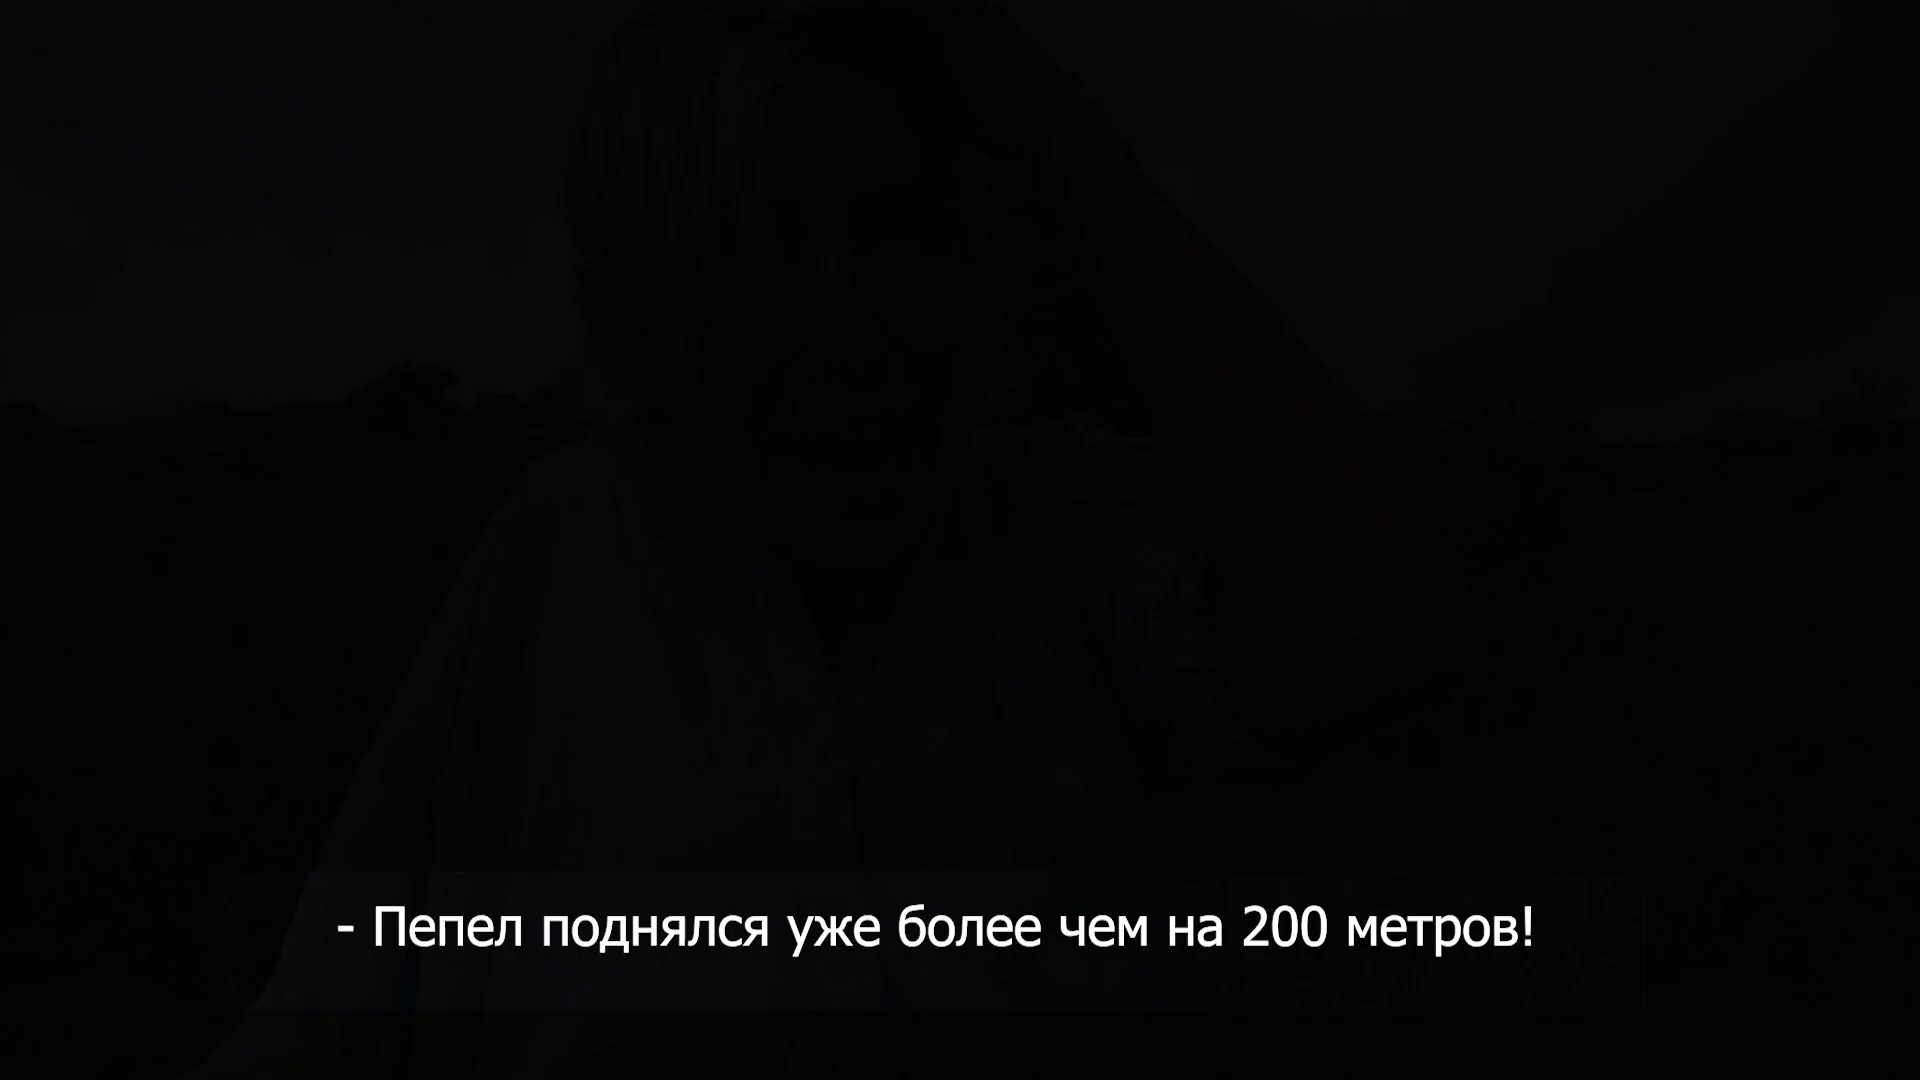 - Пепел поднялся уже более чем на 200 метров!